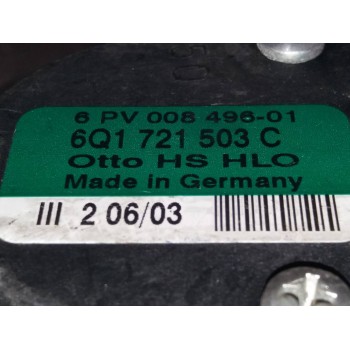 6 PV 008 496-01
6Q1 721 503 C
Otto HS HLO
Made in Germany
III 2 06/03